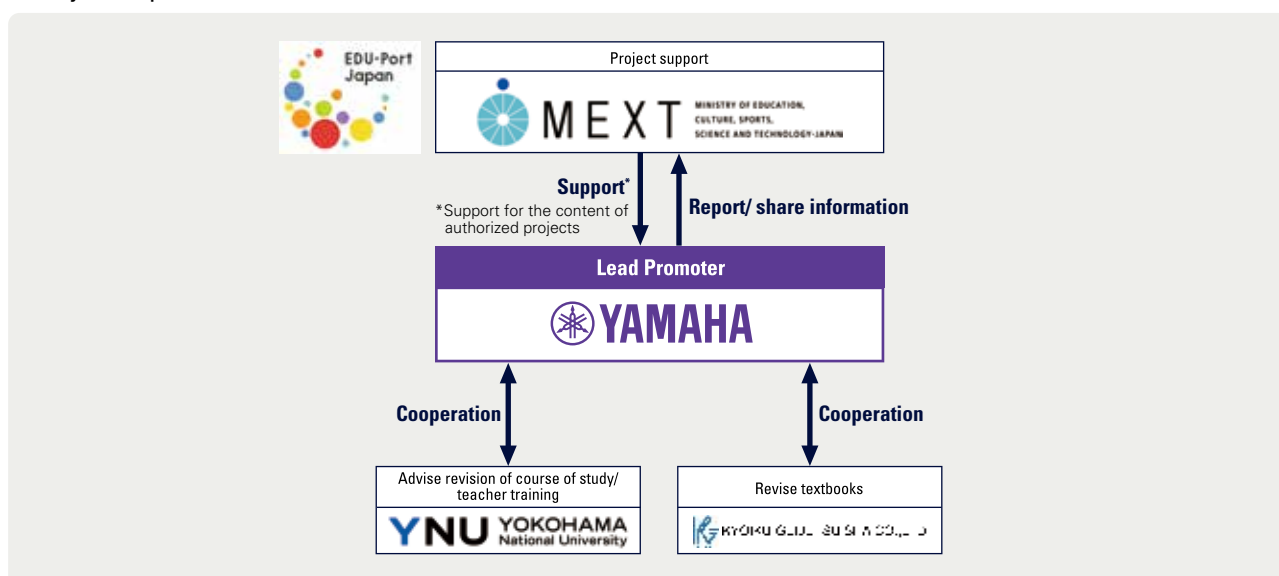 EDU-Port
Japan
Project support
MEXT
MINISTRY OF EDUCATION,
CULTURE, SPORTS,
SCIENCE AND TECHNOLOGY-JAPAN
Support*
*Support for the content of
authorized projects
Report/ share information
Lead Promoter
YAMAHA
Cooperation
Cooperation
Advise revision of course of study/
teacher training
YNU YOKOHAMA
National University
Revise textbooks